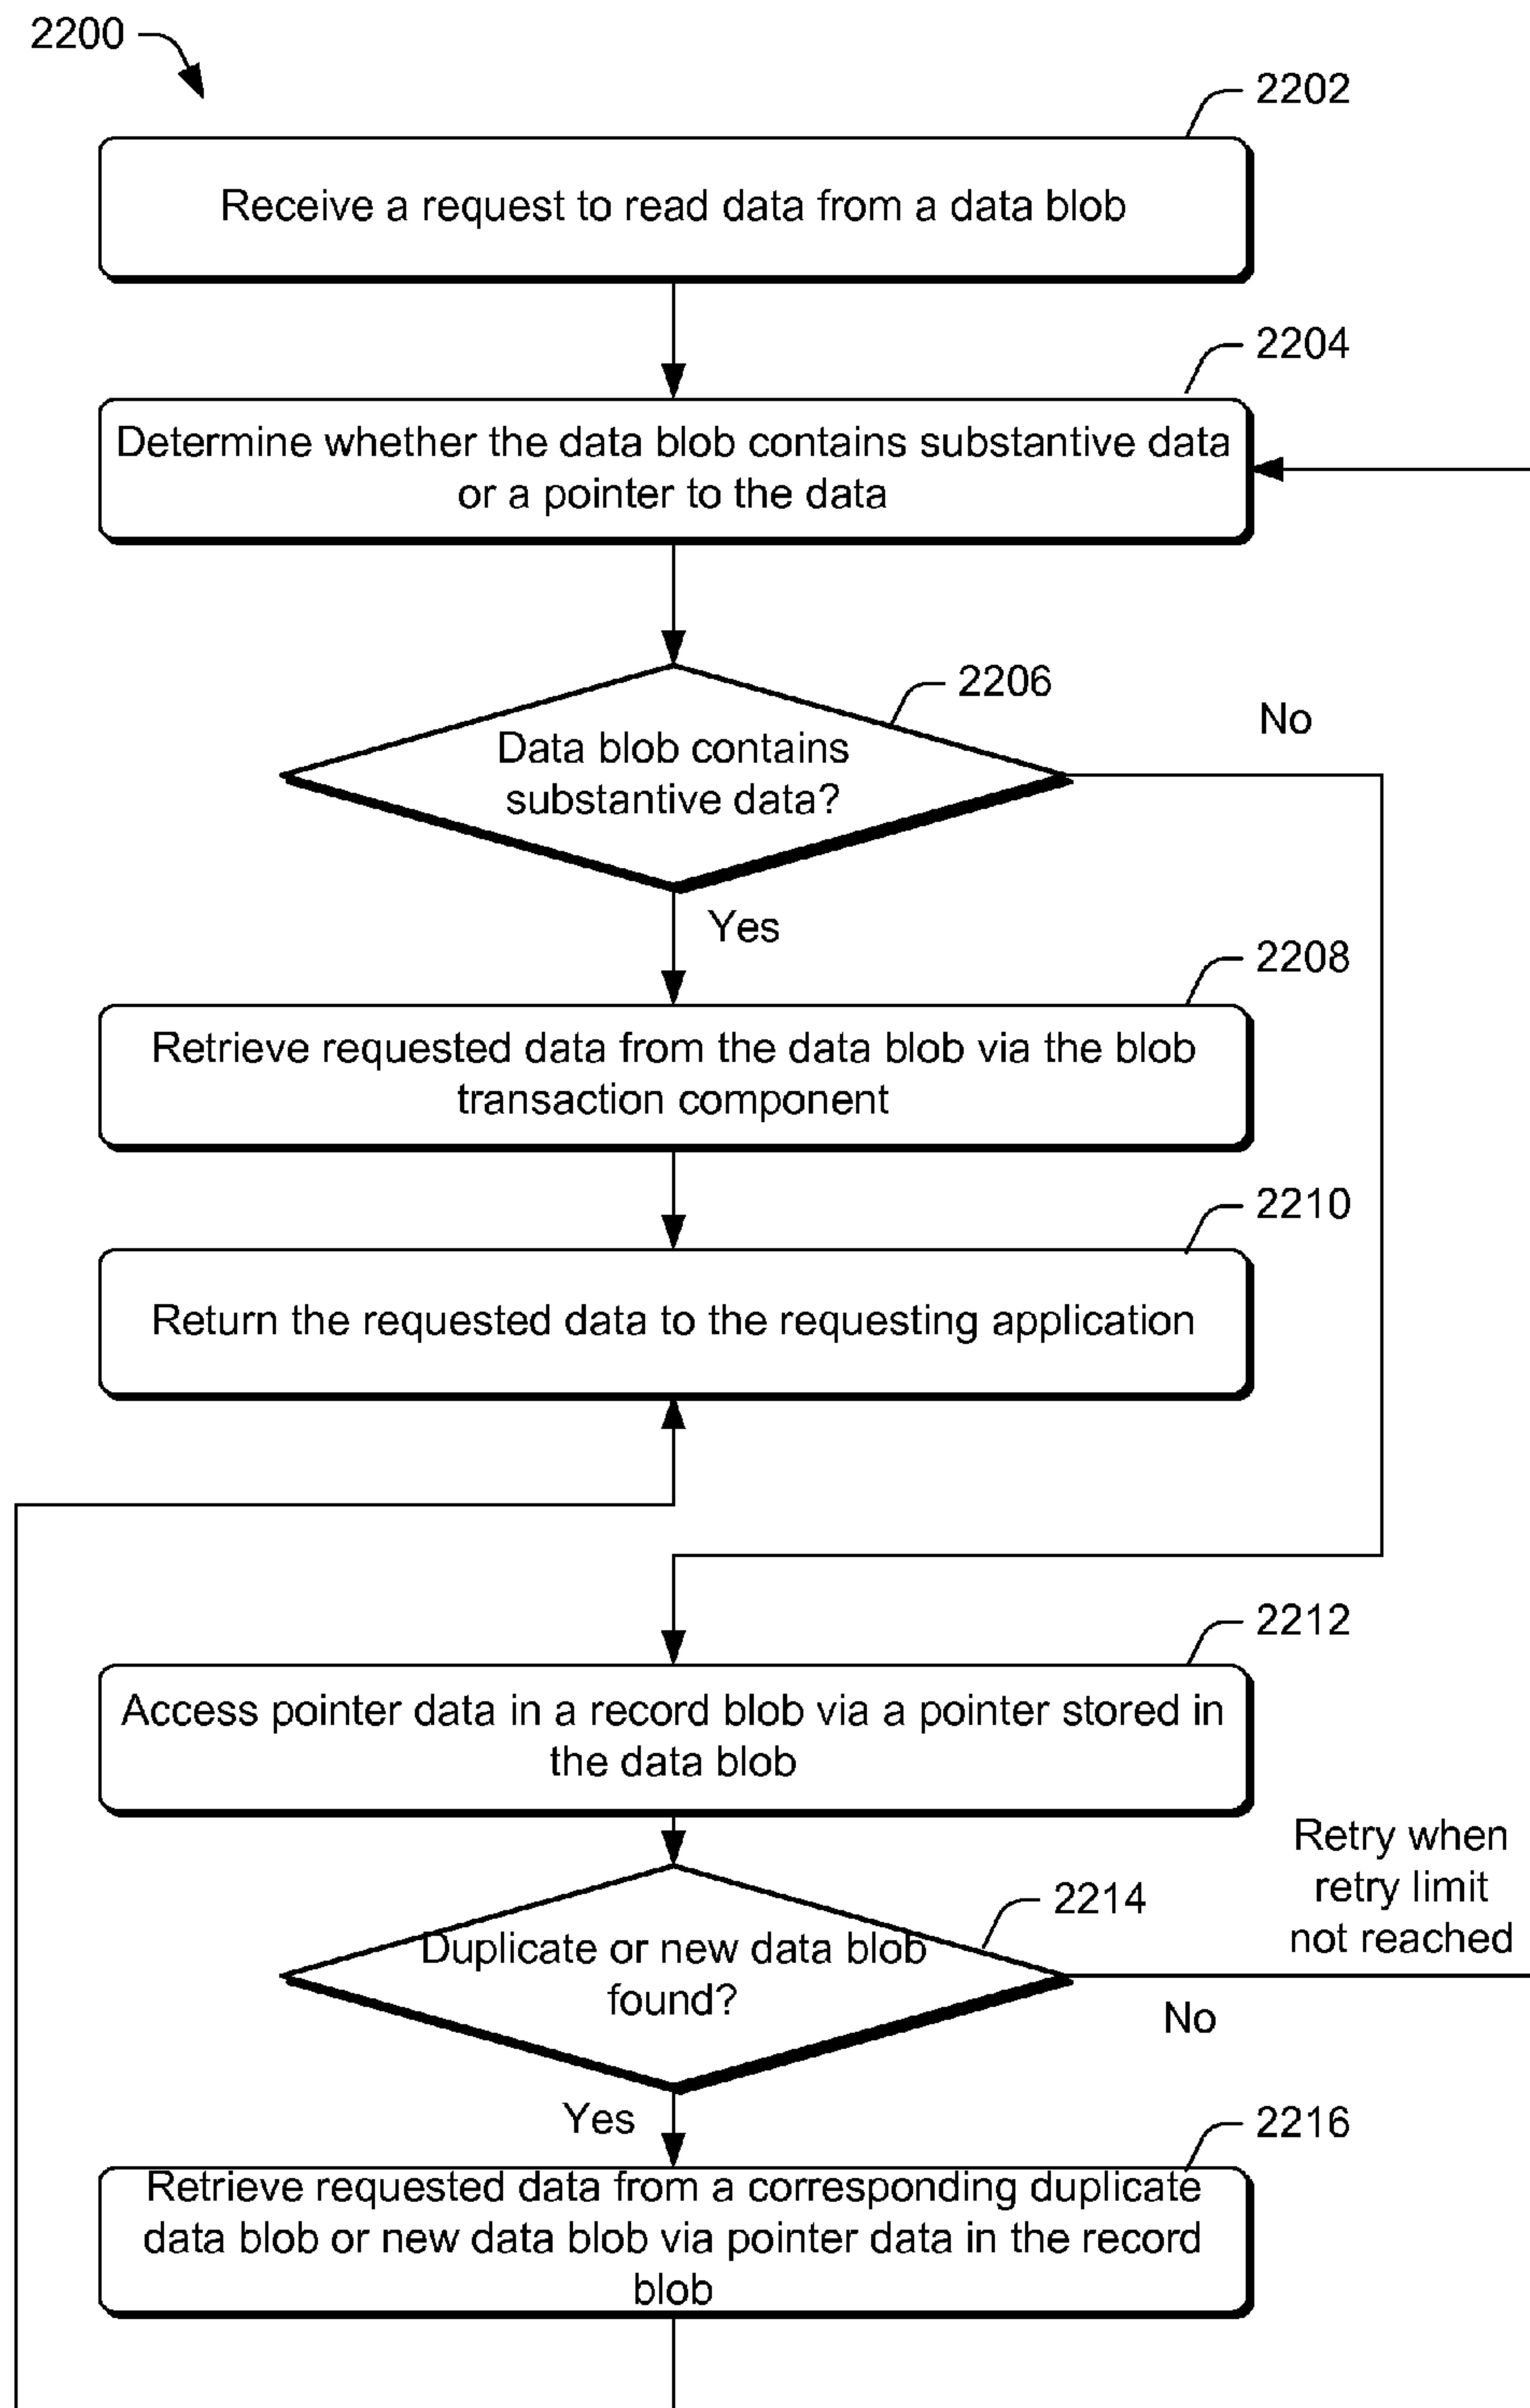 2200
2202
Receive a request to read data from a data blob
2204
Determine whether the data blob contains substantive data
or a pointer to the data
2206
No
Data blob contains
substantive data?
Yes
2208
Retrieve requested data from the data blob via the blob
transaction component
2210
Return the requested data to the requesting application
2212
Access pointer data in a record blob via a pointer stored in
the data blob
Retry when
retry limit
not reached
2214
Duplicate or new data blob
found?
No
Yes
2216
Retrieve requested data from a corresponding duplicate
data blob or new data blob via pointer data in the record
blob